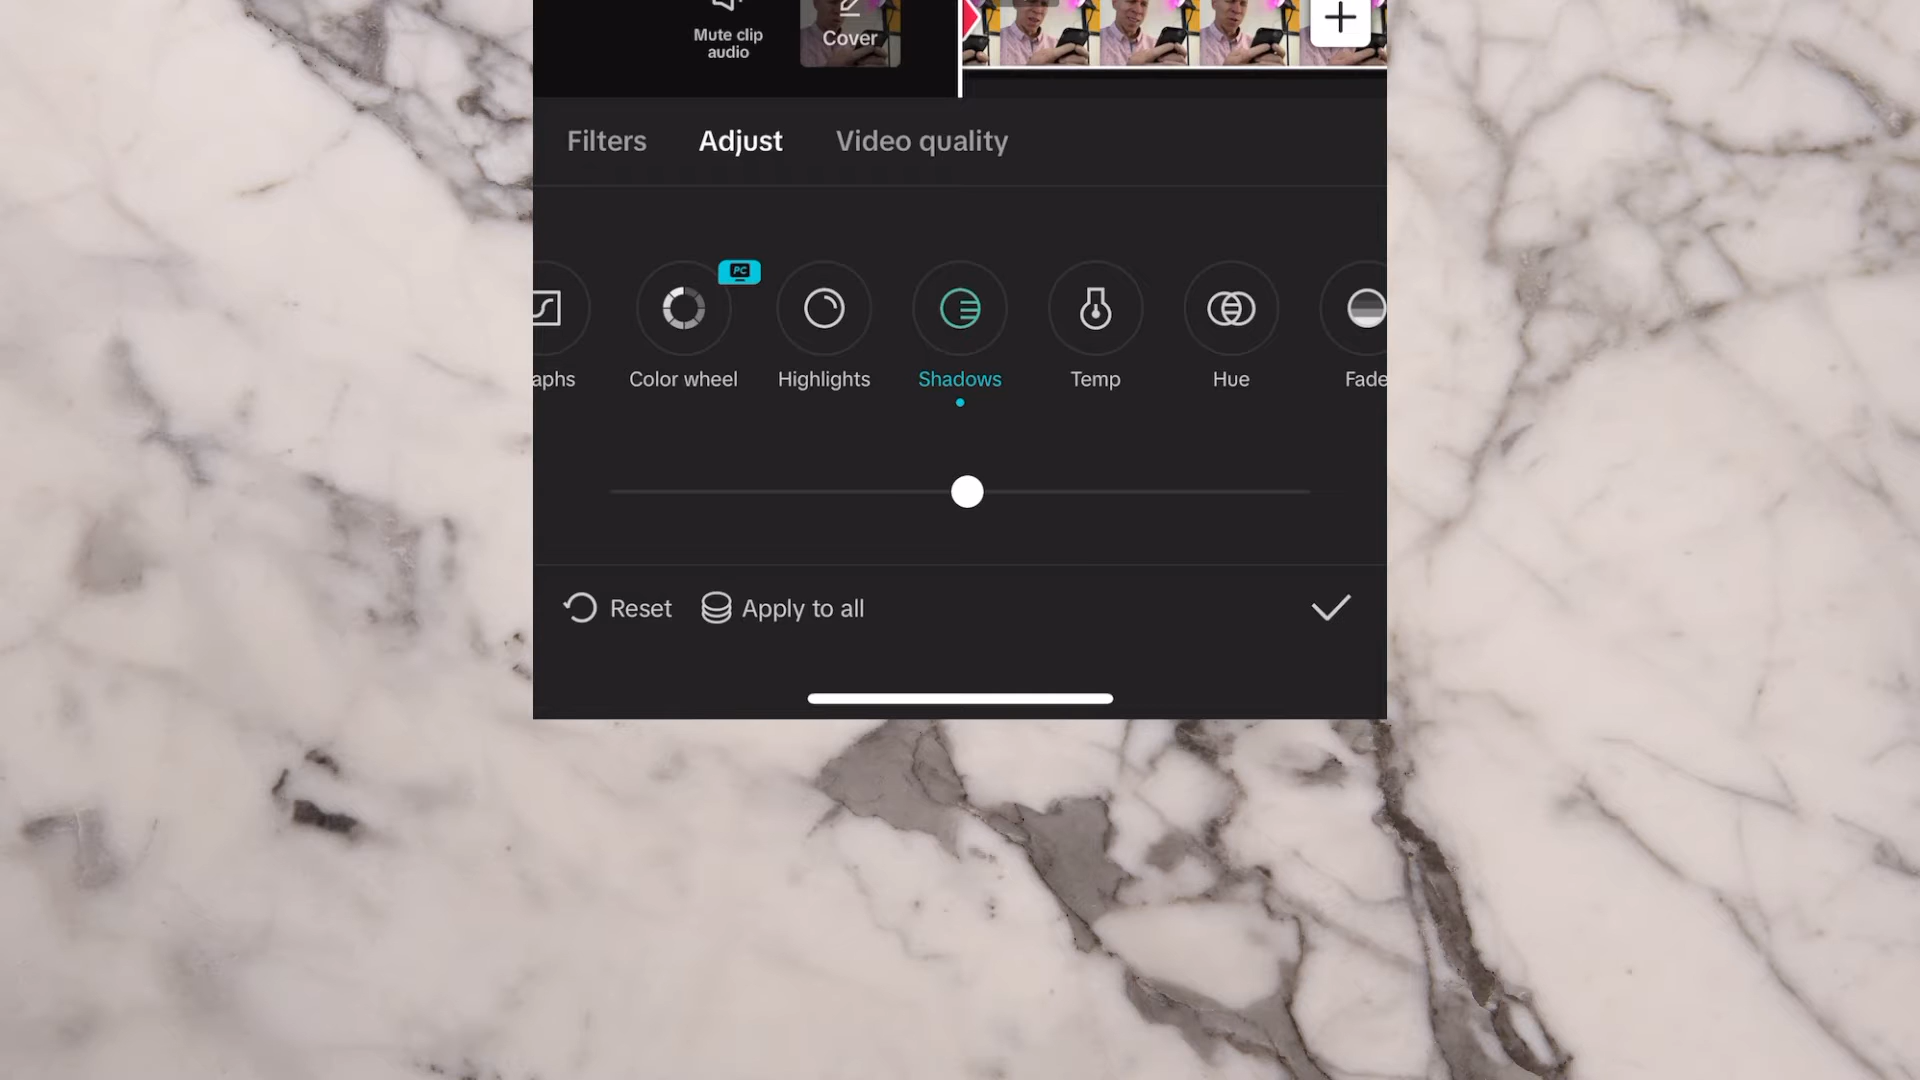 Mute clip
audio
Cover
Filters
Adjust
Video quality
PC
aphs
Color wheel
Highlights
Shadows
Temp
Hue
Fade
Reset
Apply to all